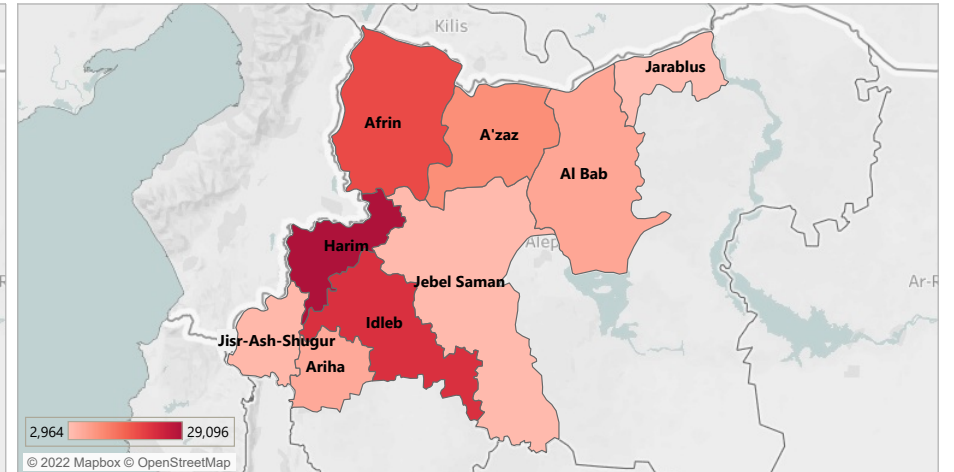 Kilis
Jarablus
Afrin
A'zaz
Al Bab
Harim
Alep
Ar-R
Jebel Saman
Idleb
Jisr-Ash-Shugur
Ariha
2,964
29,096
© 2022 Mapbox © OpenStreetMap